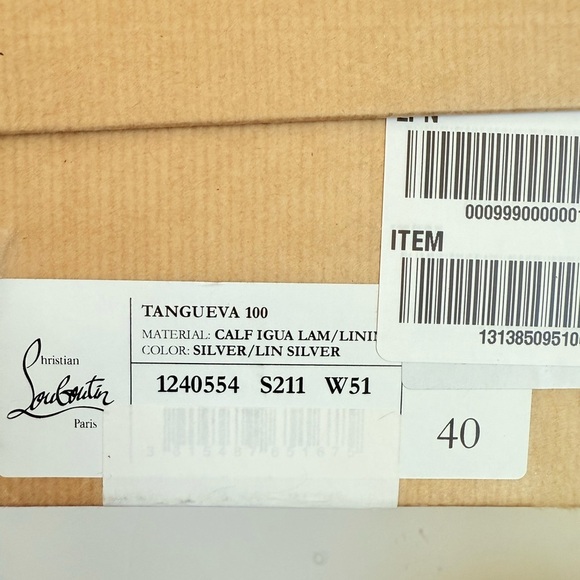 ITEM
0009990000001
131385095108
Christian
Louboutin
Paris
TANGUEVA 100
MATERIAL: CALF IGUA LAM/LINI
COLOR: SILVER/LIN SILVER
1240554 S211 W51
40